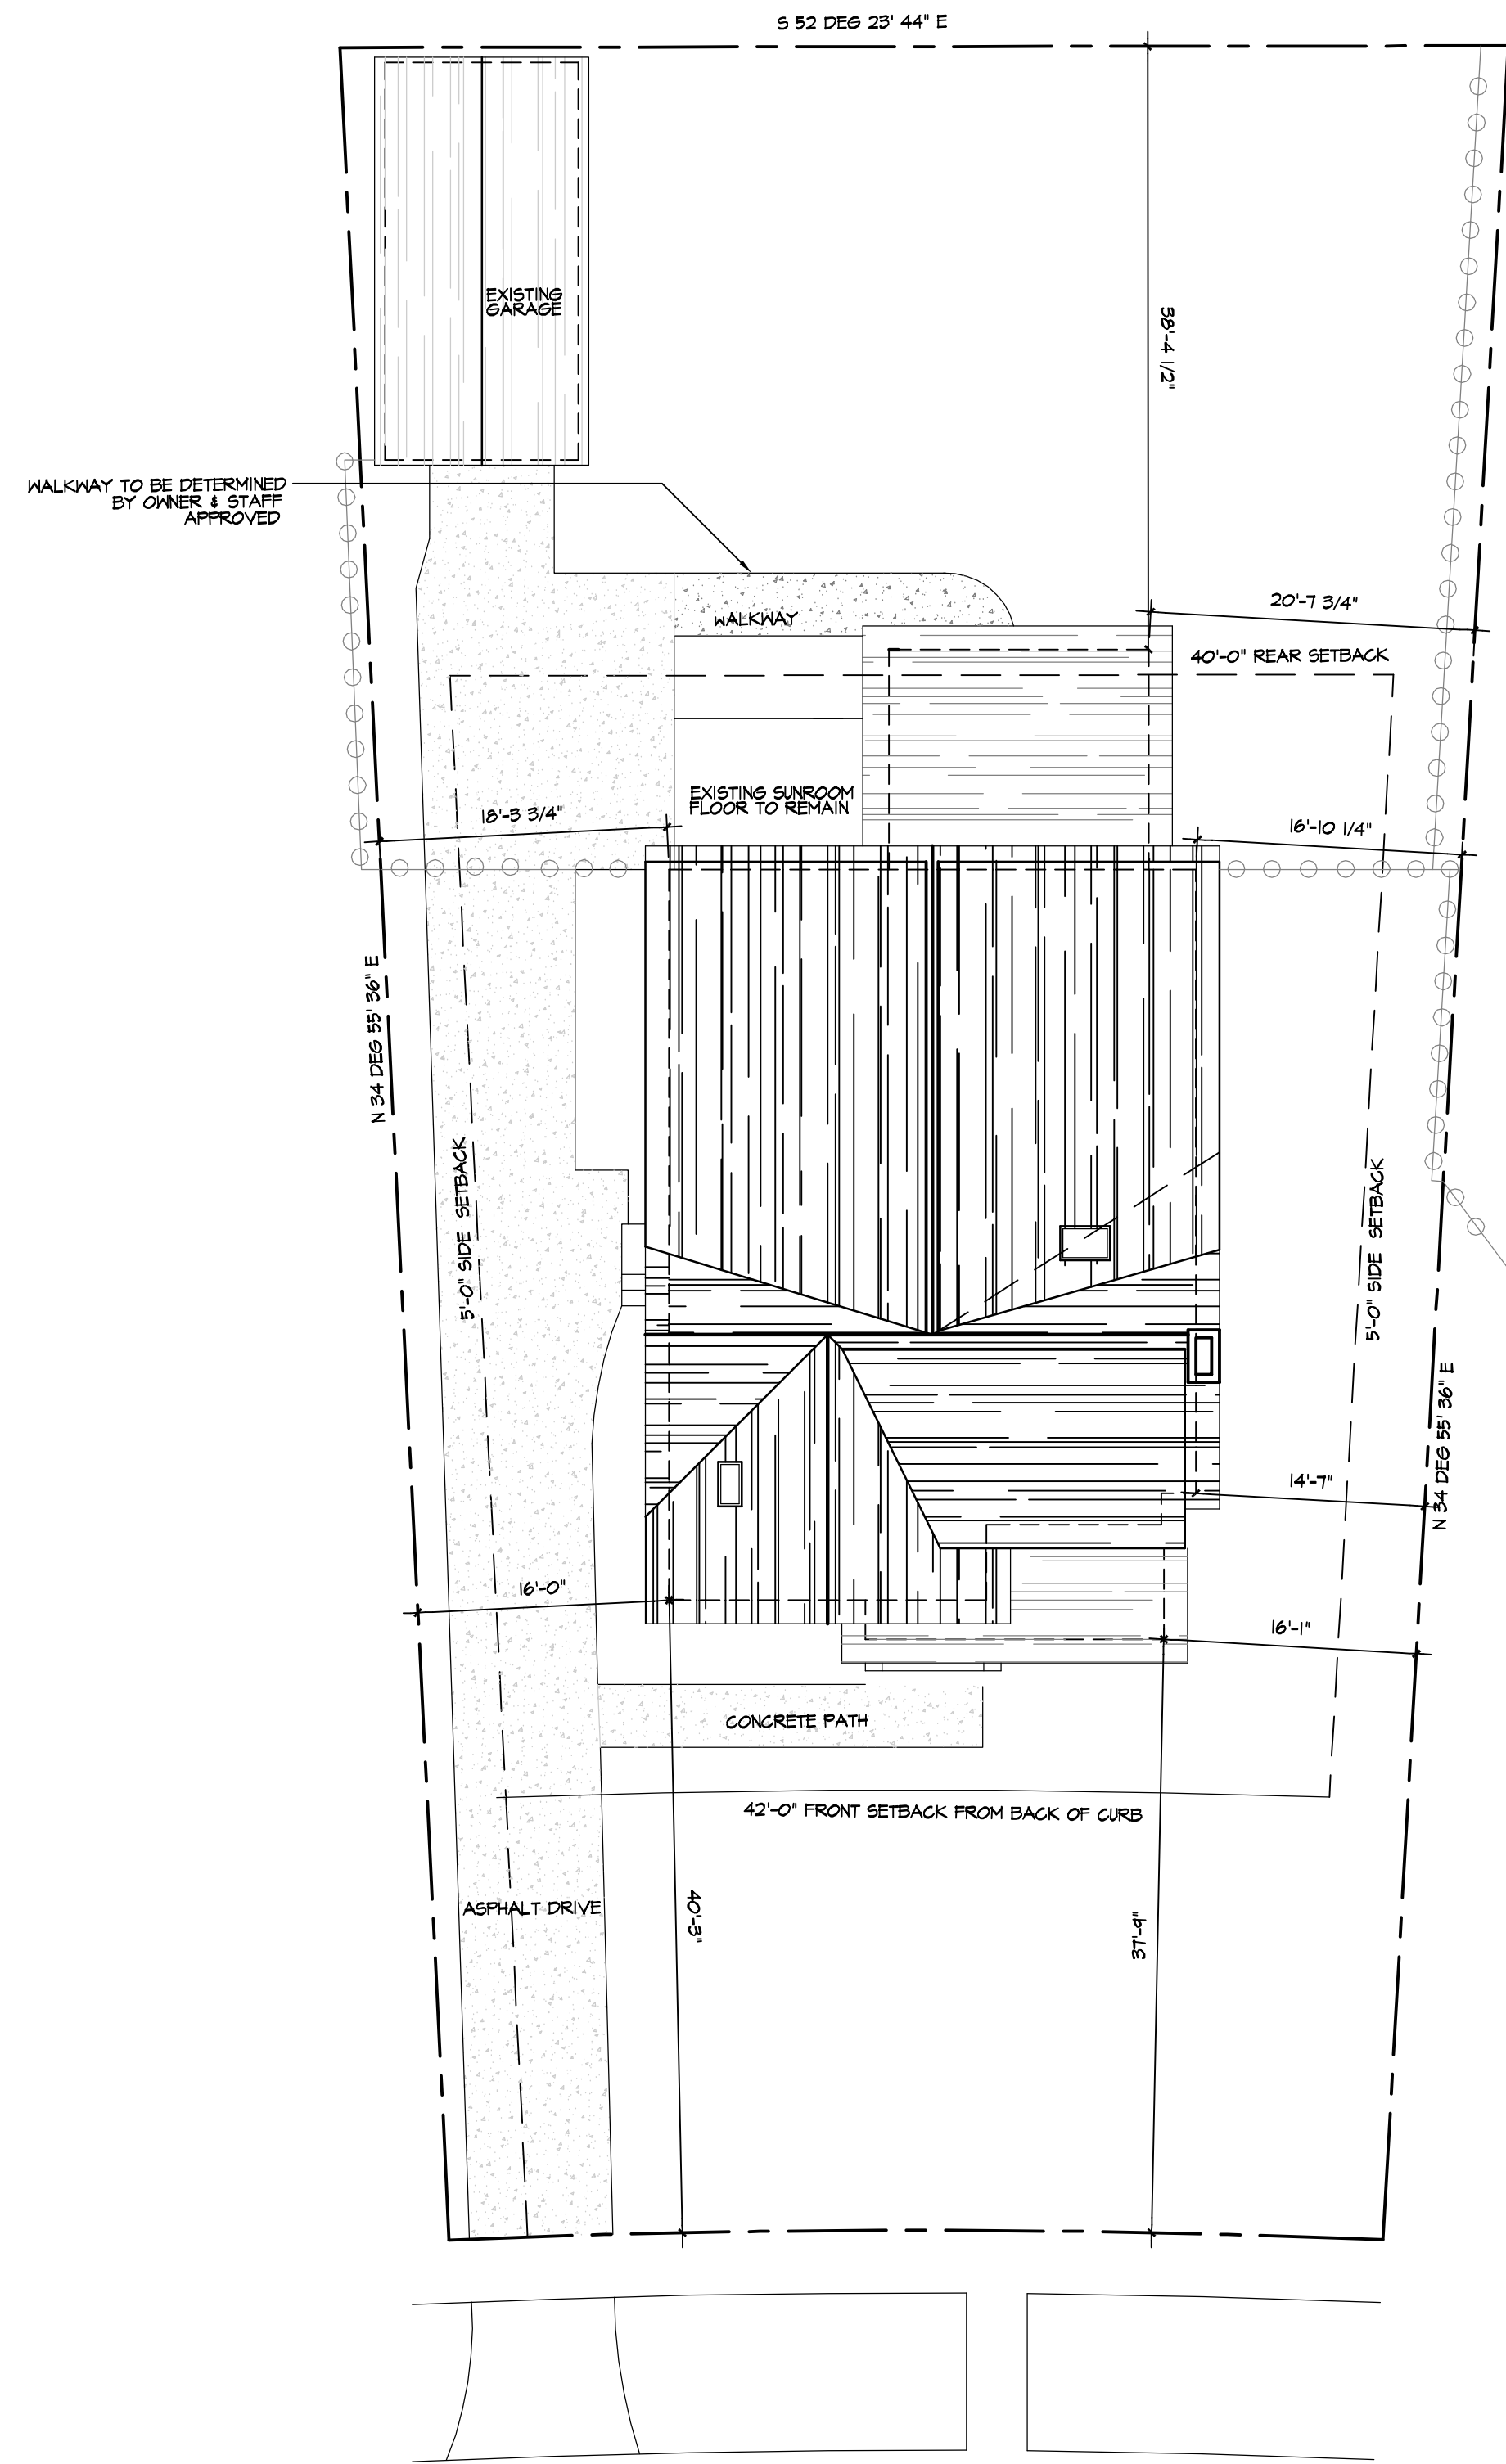 S 52 DEG 23' 44" E
EXISTING
GARAGE
38'-4 1/2"
WALKWAY TO BE DETERMINED
BY OWNER & STAFF
APPROVED
20'-7 3/4"
WALKWAY
40'-0" REAR SETBACK
EXISTING SUNROOM
FLOOR TO REMAIN
18'-3 3/4"
16'-10 1/4"
N 34 DEG 55' 36" E
5'-0" SIDE SETBACK
5'-0" SIDE SETBACK
N 34 DEG 55' 36" E
14'-7"
16'-0"
16'-1"
CONCRETE PATH
42'-0" FRONT SETBACK FROM BACK OF CURB
ASPHALT DRIVE
40'-3"
37'-9"